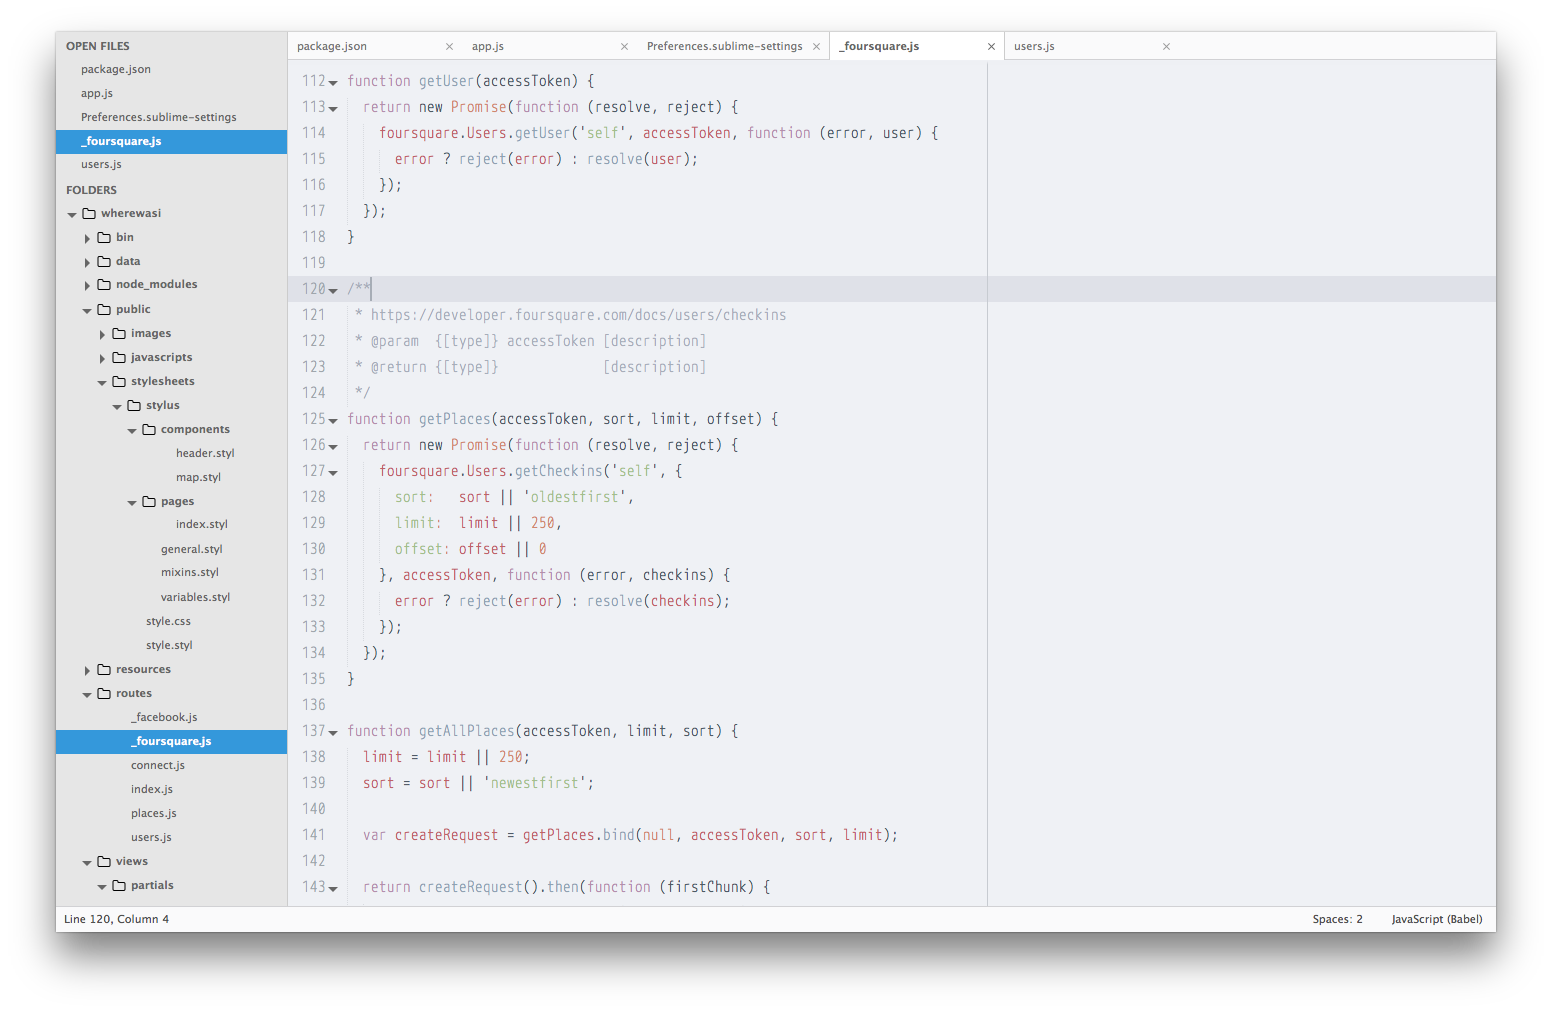 OPEN FILES
package.json
app.js
Preferences.sublime-settings
_foursquare.js
users.js
FOLDERS
wherewasi
bin
data
node_modules
public
images
javascripts
stylesheets
stylus
components
header.styl
map.styl
pages
index.styl
general.styl
mixins.styl
variables.styl
style.css
style.styl
resources
routes
_facebook.js
_foursquare.js
connect.js
index.js
places.js
users.js
views
partials
package.json × app.js × Preferences.sublime-settings × _foursquare.js × users.js ×
112 function getUser(accessToken) {
113   return new Promise(function (resolve, reject) {
114     foursquare.Users.getUser('self', accessToken, function (error, user) {
115       error ? reject(error) : resolve(user);
116     });
117   });
118 }
119
120 /**
121  * https://developer.foursquare.com/docs/users/checkins
122  * @param  {[type]} accessToken [description]
123  * @return {[type]}             [description]
124  */
125 function getPlaces(accessToken, sort, limit, offset) {
126   return new Promise(function (resolve, reject) {
127     foursquare.Users.getCheckins('self', {
128       sort:   sort || 'oldestfirst',
129       limit:  limit || 250,
130       offset: offset || 0
131     }, accessToken, function (error, checkins) {
132       error ? reject(error) : resolve(checkins);
133     });
134   });
135 }
136
137 function getAllPlaces(accessToken, limit, sort) {
138   limit = limit || 250;
139   sort = sort || 'newestfirst';
140
141   var createRequest = getPlaces.bind(null, accessToken, sort, limit);
142
143   return createRequest().then(function (firstChunk) {
Line 120, Column 4
Spaces: 2
JavaScript (Babel)